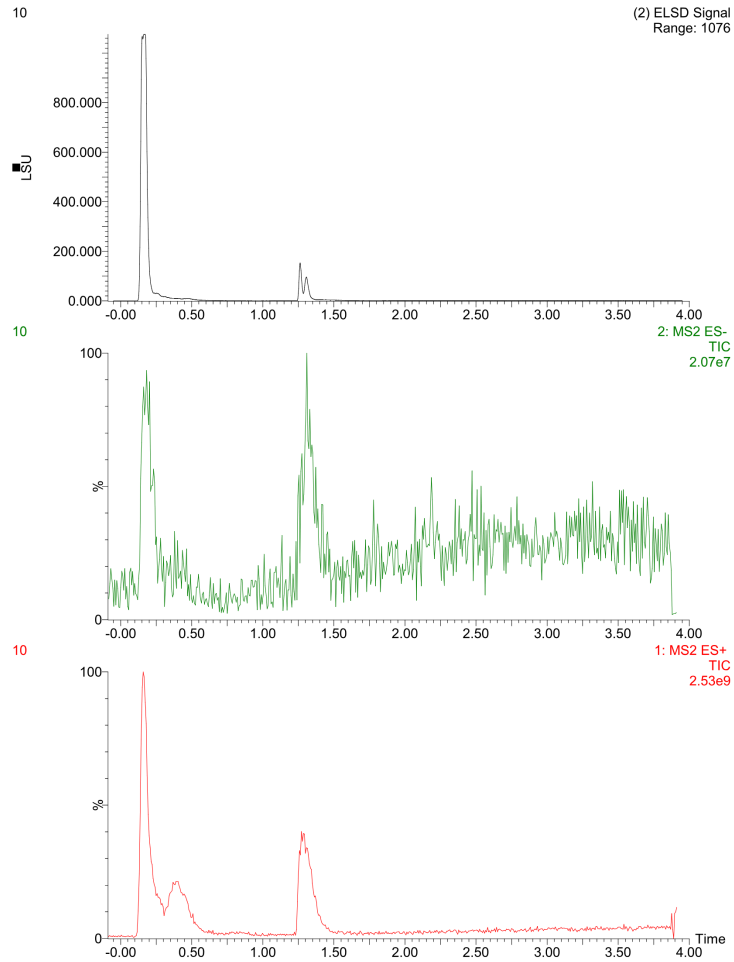 10
(2) ELSD Signal
Range: 1076
800.000
600.000
400.000
200.000
0.000
LSU
-0.00 0.50 1.00 1.50 2.00 2.50 3.00 3.50 4.00
10
2: MS2 ES-
TIC
2.07e7
100
%
0
-0.00 0.50 1.00 1.50 2.00 2.50 3.00 3.50 4.00
10
1: MS2 ES+
TIC
2.53e9
100
%
0
-0.00 0.50 1.00 1.50 2.00 2.50 3.00 3.50 4.00
Time